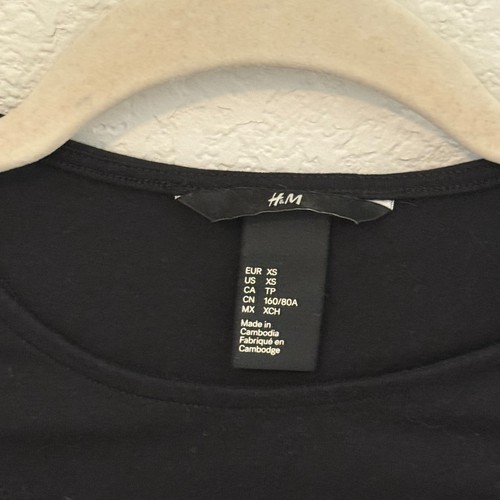 H&M
EUR XS
US XS
CA TP
CN 160/80A
MX XCH
Made in
Cambodia
Fabriqué en
Cambodge